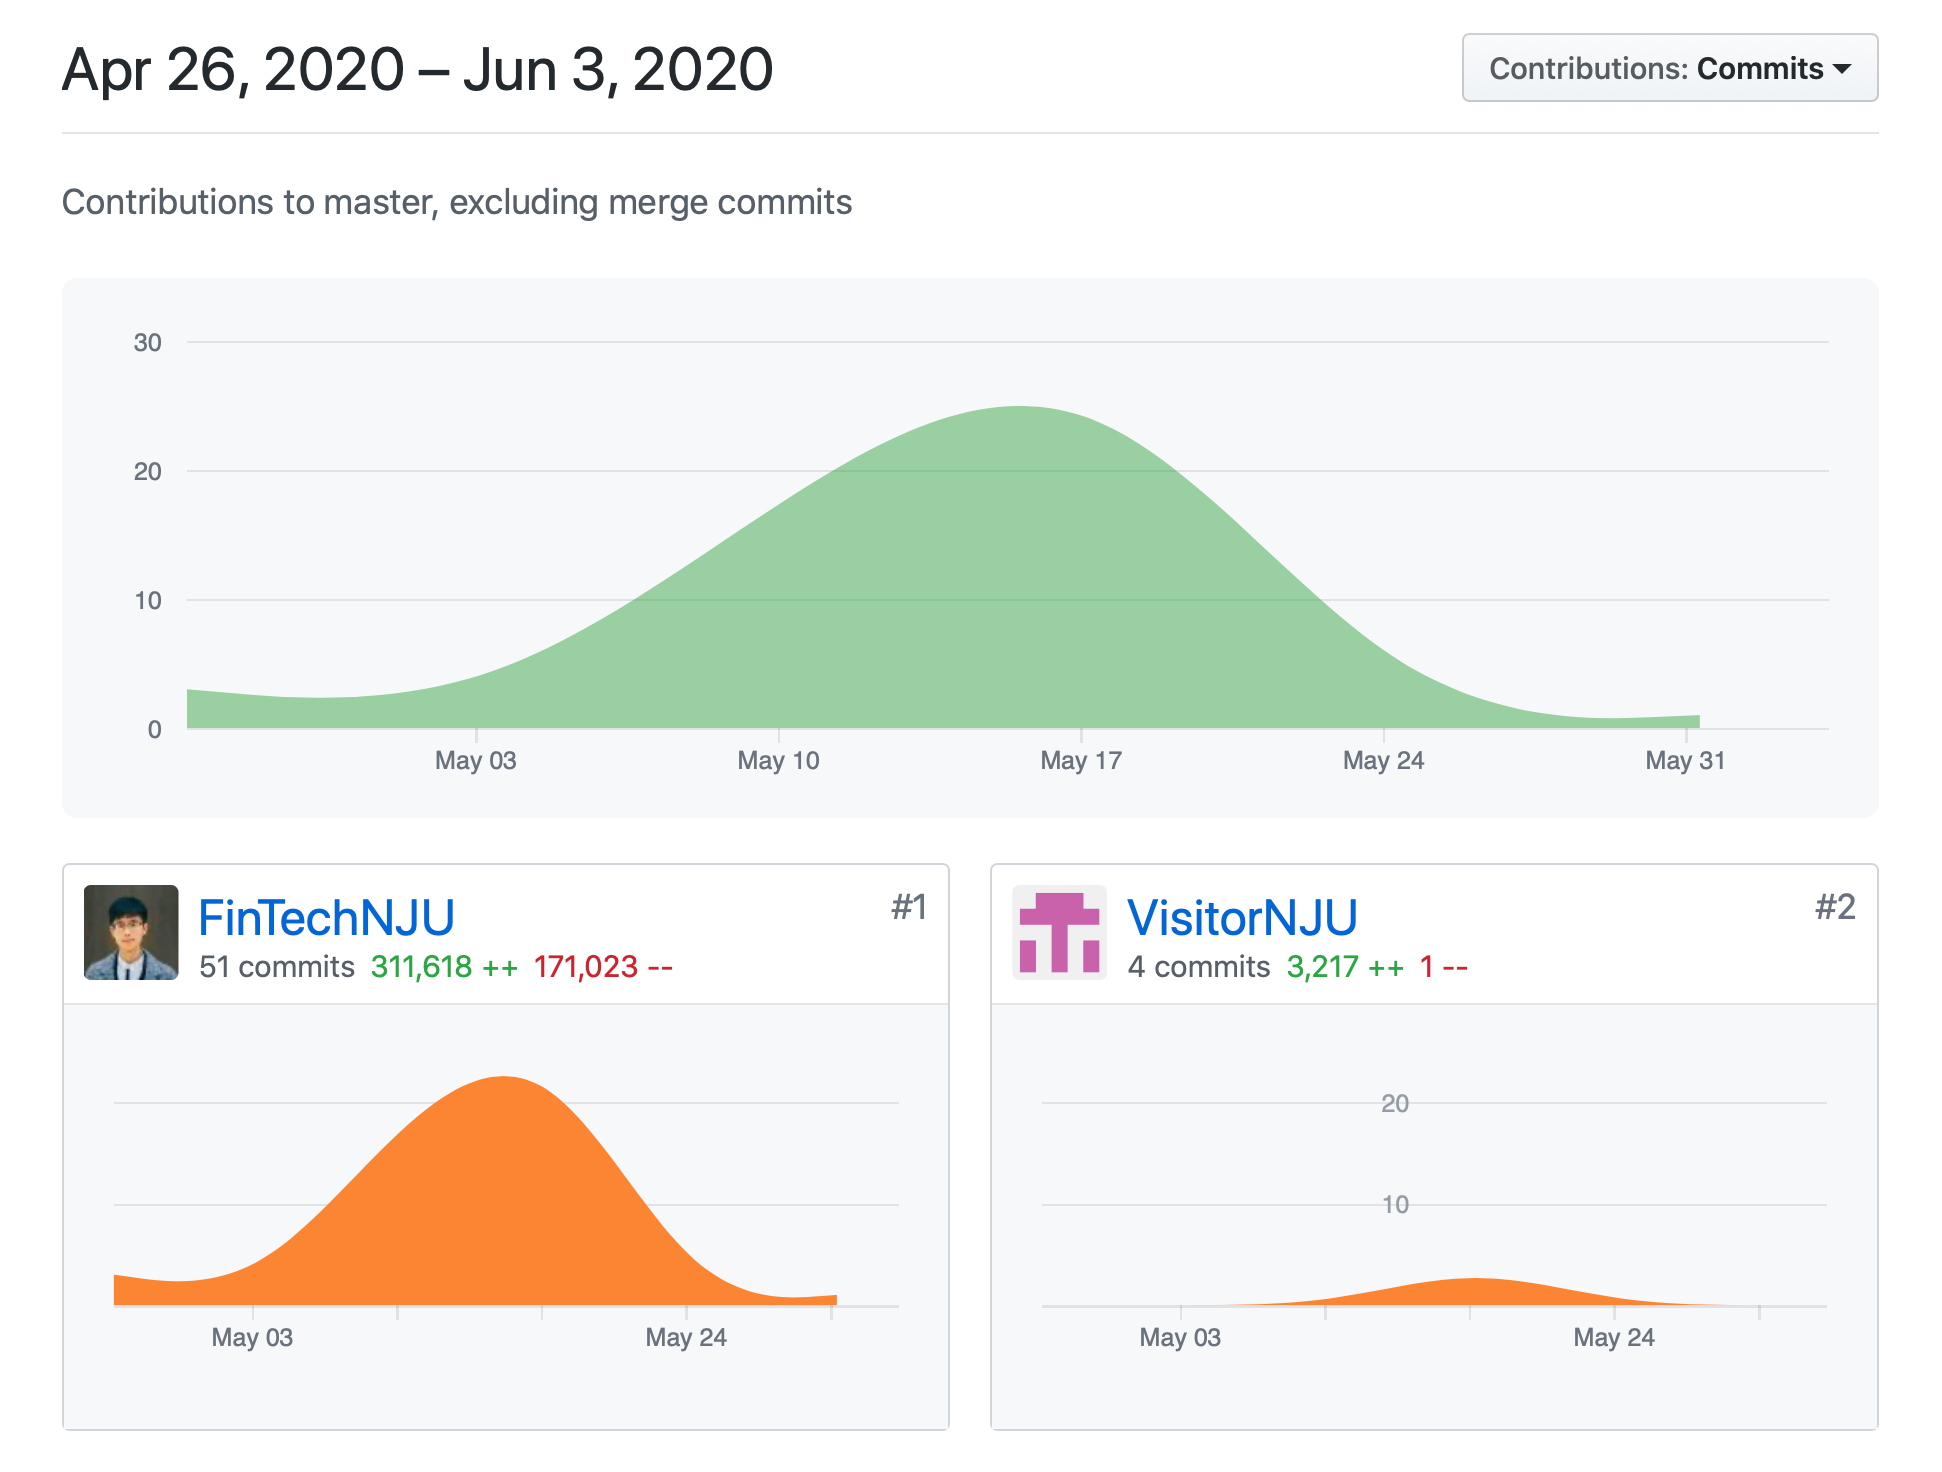 Apr 26, 2020 – Jun 3, 2020
Contributions: Commits
Contributions to master, excluding merge commits
30
20
10
0
May 03 May 10 May 17 May 24 May 31
FinTechNJU #1
51 commits 311,618 ++ 171,023 --
May 03 May 24
VisitorNJU #2
4 commits 3,217 ++ 1 --
20
10
May 03 May 24